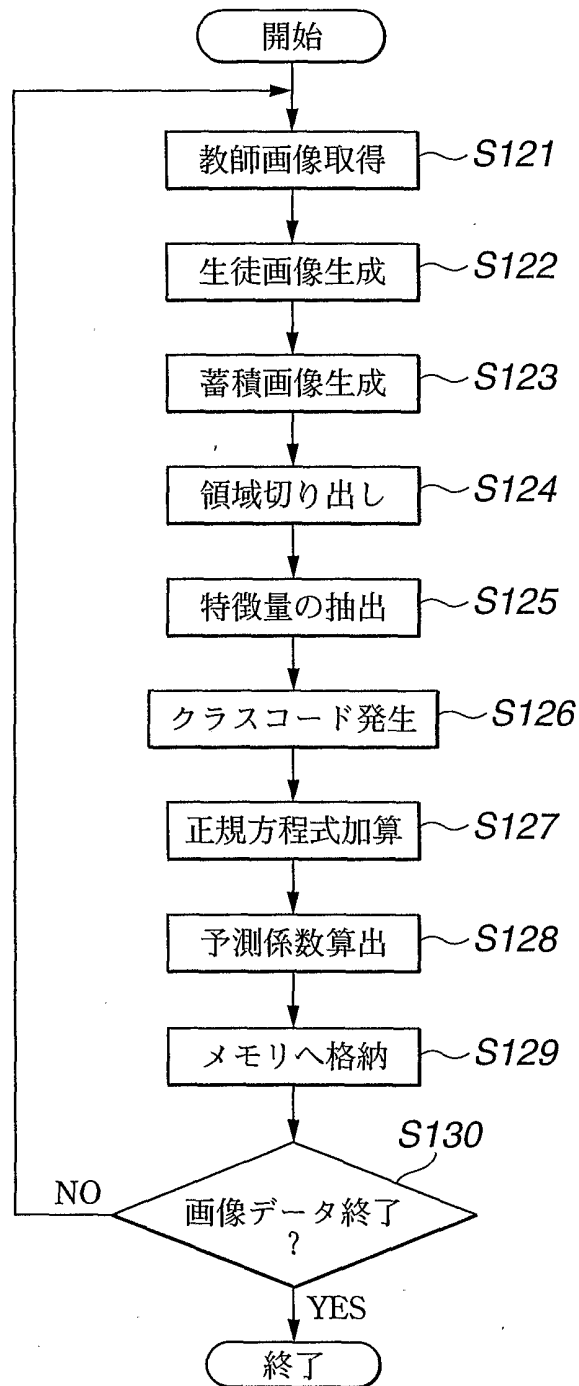 開始
教師画像取得 S121
生徒画像生成 S122
蓄積画像生成 S123
領域切り出し S124
特徴量の抽出 S125
クラスコード発生 S126
正規方程式加算 S127
予測係数算出 S128
メモリへ格納 S129
S130
NO
画像データ終了
?
YES
終了